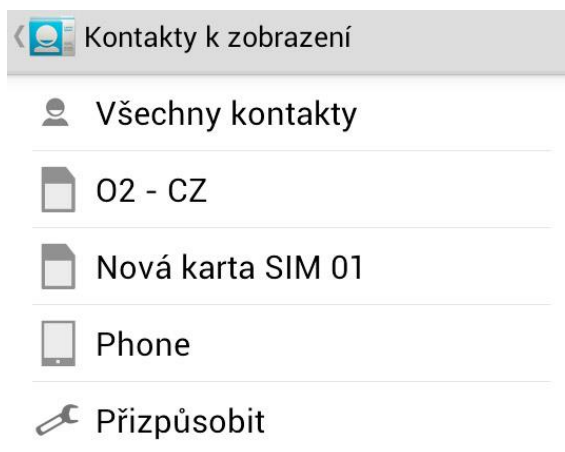 Kontakty k zobrazení
Všechny kontakty
O2 - CZ
Nová karta SIM 01
Phone
Přizpůsobit